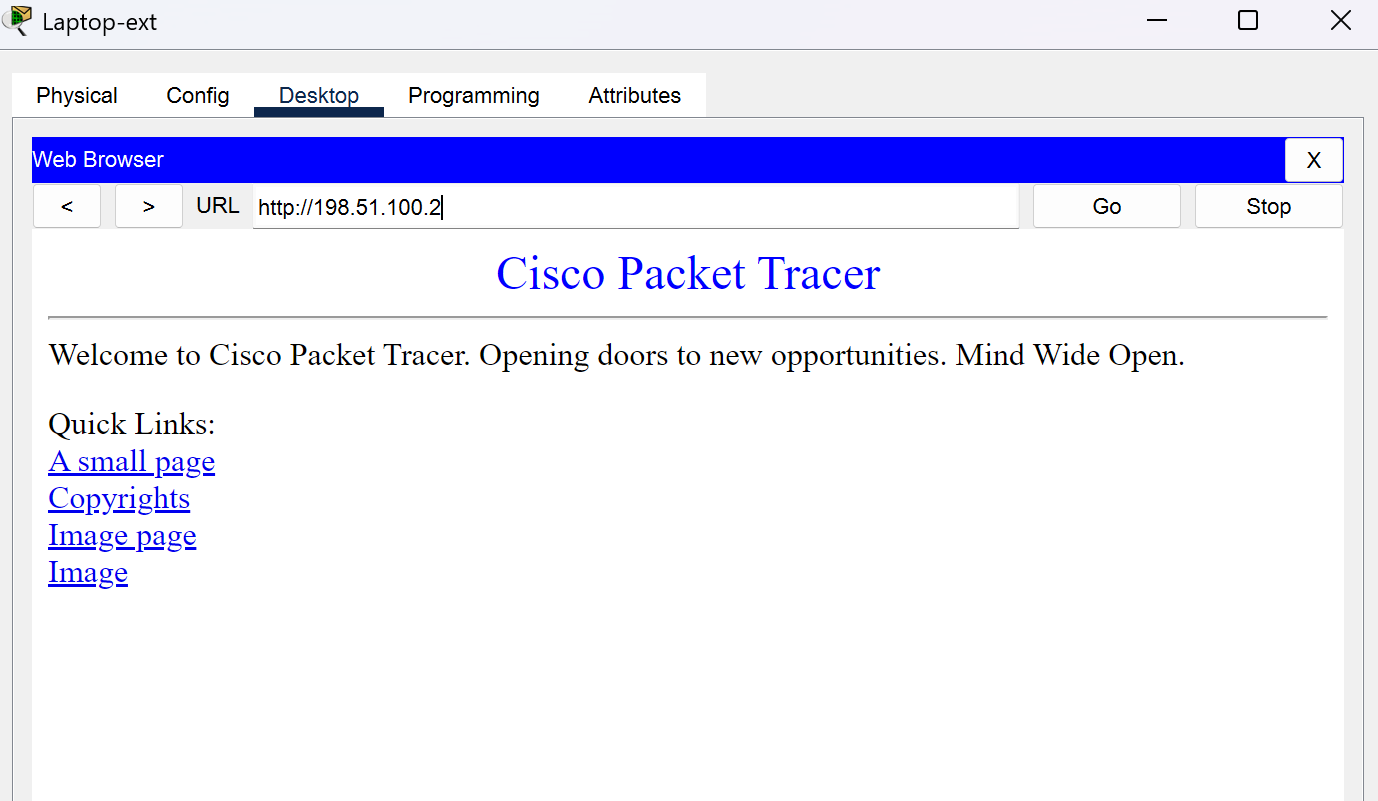 Laptop-ext
Physical Config Desktop Programming Attributes
Web Browser X
< > URL http://198.51.100.2 Go Stop
Cisco Packet Tracer
Welcome to Cisco Packet Tracer. Opening doors to new opportunities. Mind Wide Open.
Quick Links:
A small page
Copyrights
Image page
Image